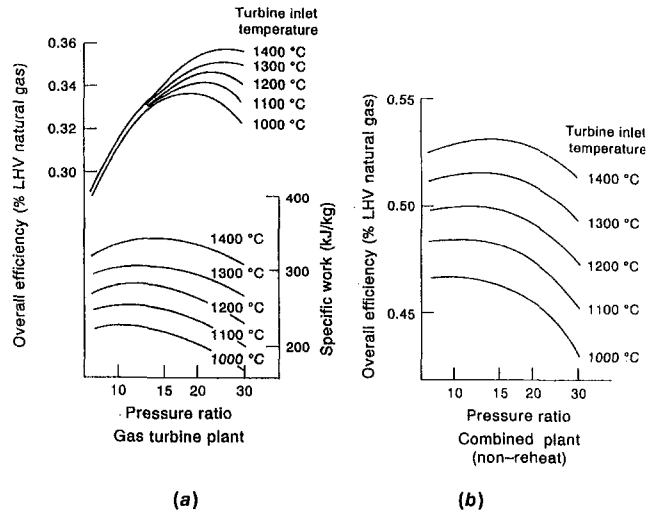 Turbine inlet
temperature
Overall efficiency (% LHV natural gas)
0.36
0.34
0.32
0.30
1400 °C
1300 °C
1200 °C
1100 °C
1000 °C
400
300
200
Specific work (kJ/kg)
1400 °C
1300 °C
1200 °C
1100 °C
1000 °C
10 15 20 30
Pressure ratio
Gas turbine plant
(a)
Overall efficiency (% LHV natural gas)
0.55
0.50
0.45
Turbine inlet
temperature
1400 °C
1300 °C
1200 °C
1100 °C
1000 °C
10 15 20 30
Pressure ratio
Combined plant
(non-reheat)
(b)